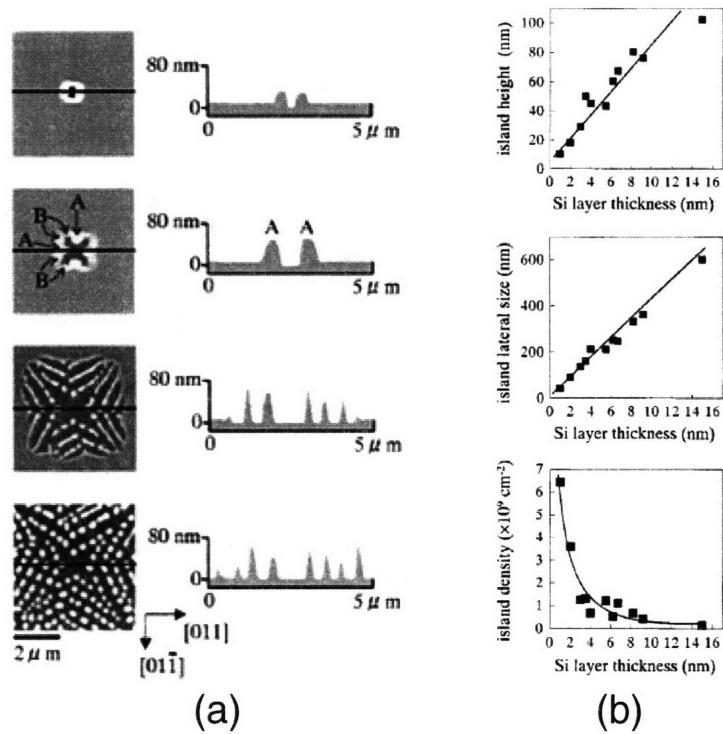 80 nm
0
0
5 μm
A
B
A
B
A A
80 nm
0
0
5 μm
80 nm
0
0
5 μm
80 nm
0
0
5 μm
2 μm
[011]
[011̄]
(a)
island height (nm)
100
80
60
40
20
0
0 2 4 6 8 10 12 14 16
Si layer thickness (nm)
island lateral size (nm)
600
400
200
0
0 2 4 6 8 10 12 14 16
Si layer thickness (nm)
island density (×10⁹ cm⁻²)
7
6
5
4
3
2
1
0
0 2 4 6 8 10 12 14 16
Si layer thickness (nm)
(b)